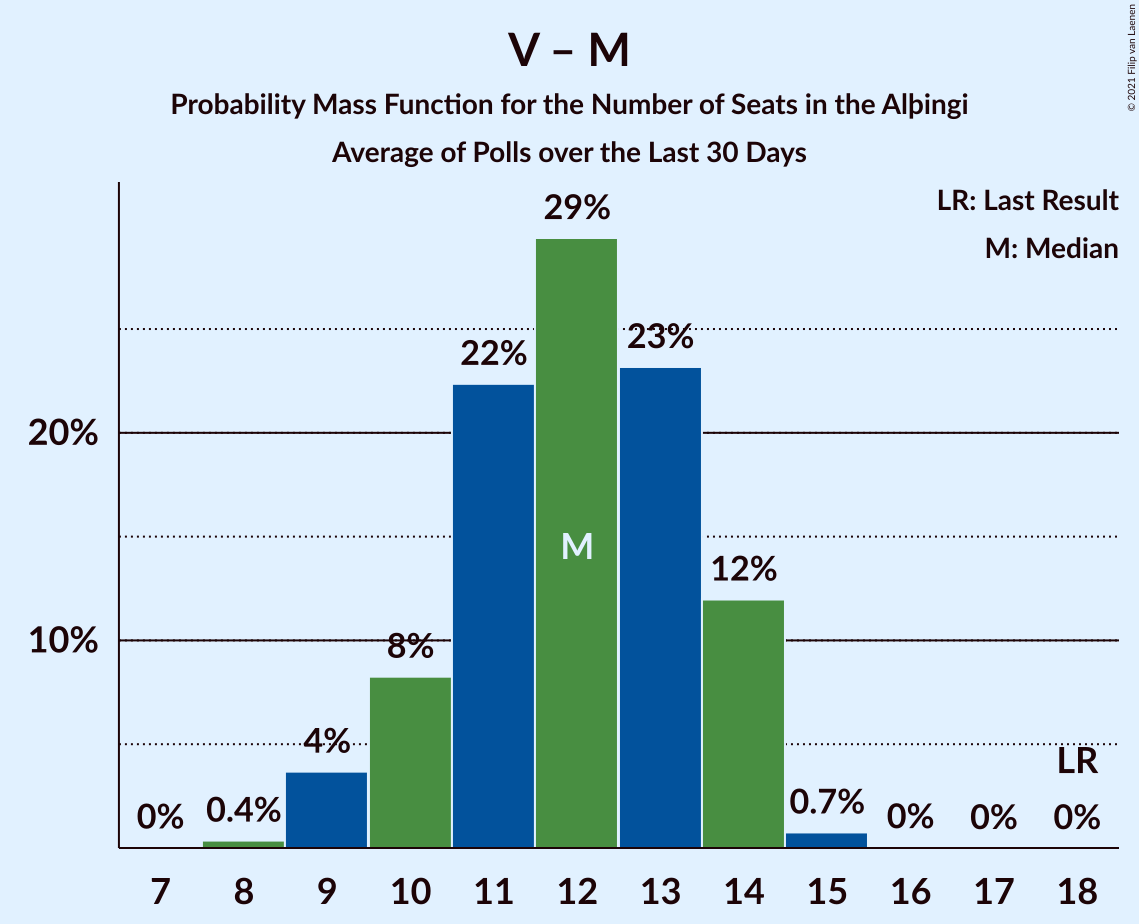 V – M
Probability Mass Function for the Number of Seats in the Alþingi
Average of Polls over the Last 30 Days
© 2021 Filip van Laenen
LR: Last Result
M: Median
20%
10%
0%
0.4%
4%
8%
22%
29%
23%
12%
0.7%
0%
0%
0%
M
LR
7 8 9 10 11 12 13 14 15 16 17 18